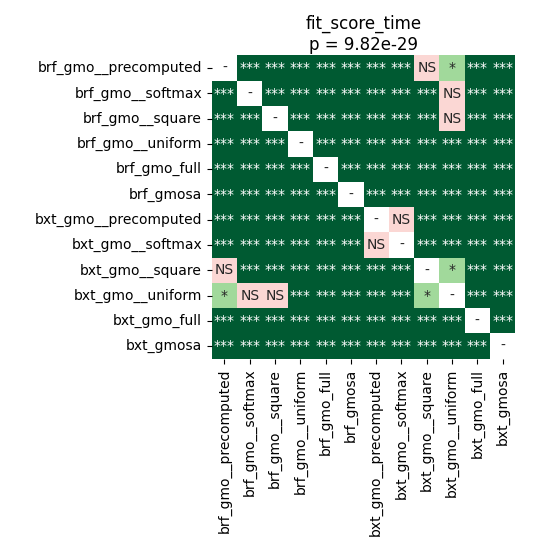 fit_score_time
p = 9.82e-29
brf_gmo__precomputed - *** *** *** *** *** *** *** NS * *** ***
brf_gmo__softmax *** - *** *** *** *** *** *** *** NS *** ***
brf_gmo__square *** *** - *** *** *** *** *** *** NS *** ***
brf_gmo__uniform *** *** *** - *** *** *** *** *** *** *** ***
brf_gmo_full *** *** *** *** - *** *** *** *** *** *** ***
brf_gmosa *** *** *** *** *** - *** *** *** *** *** ***
bxt_gmo__precomputed *** *** *** *** *** *** - NS *** *** *** ***
bxt_gmo__softmax *** *** *** *** *** *** NS - *** *** *** ***
bxt_gmo__square NS *** *** *** *** *** *** *** - * *** ***
bxt_gmo__uniform * NS NS *** *** *** *** *** * - *** ***
bxt_gmo_full *** *** *** *** *** *** *** *** *** *** - ***
bxt_gmosa *** *** *** *** *** *** *** *** *** *** *** -
brf_gmo__precomputed
brf_gmo__softmax
brf_gmo__square
brf_gmo__uniform
brf_gmo_full
brf_gmosa
bxt_gmo__precomputed
bxt_gmo__softmax
bxt_gmo__square
bxt_gmo__uniform
bxt_gmo_full
bxt_gmosa